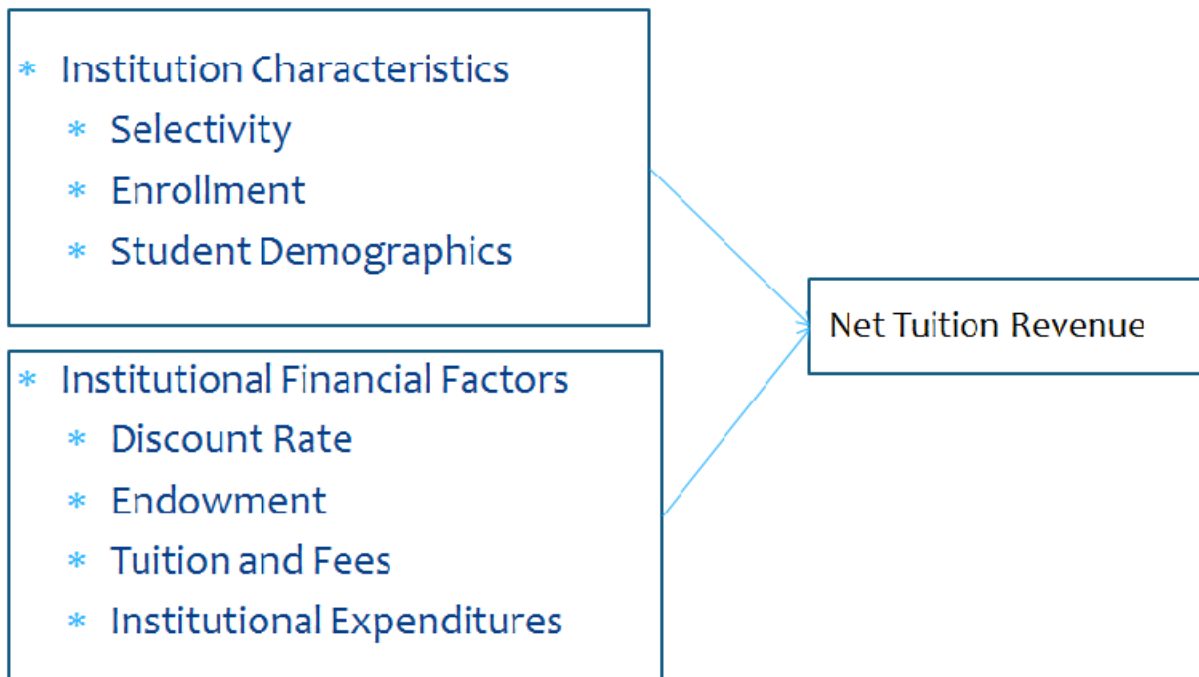 * Institution Characteristics
* Selectivity
* Enrollment
* Student Demographics
* Institutional Financial Factors
* Discount Rate
* Endowment
* Tuition and Fees
* Institutional Expenditures
Net Tuition Revenue